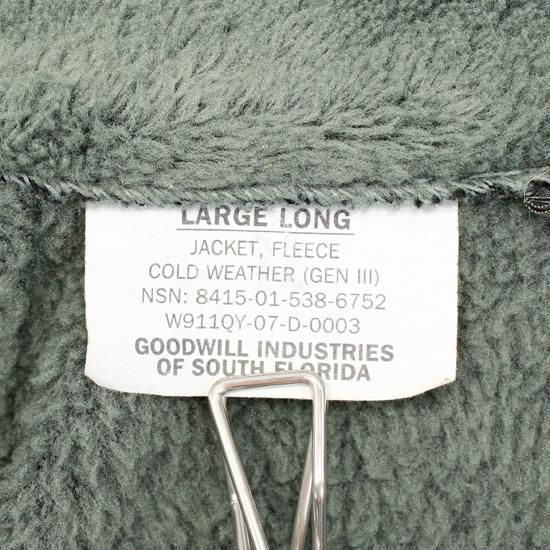 LARGE LONG
JACKET, FLEECE
COLD WEATHER (GEN III)
NSN: 8415-01-538-6752
W911QY-07-D-0003
GOODWILL INDUSTRIES
OF SOUTH FLORIDA